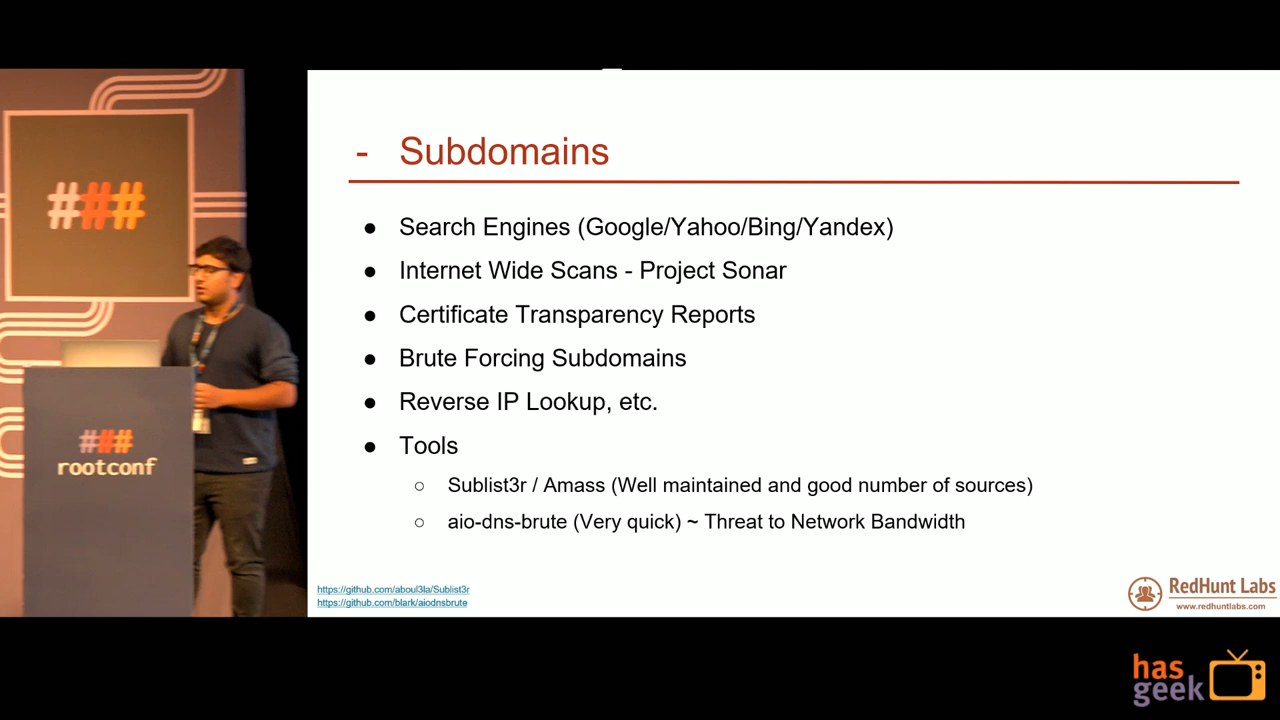 ###
###
rootconf
- Subdomains
● Search Engines (Google/Yahoo/Bing/Yandex)
● Internet Wide Scans - Project Sonar
● Certificate Transparency Reports
● Brute Forcing Subdomains
● Reverse IP Lookup, etc.
● Tools
○ Sublist3r / Amass (Well maintained and good number of sources)
○ aio-dns-brute (Very quick) ~ Threat to Network Bandwidth
https://github.com/aboul3la/Sublist3r
https://github.com/blark/aiodnsbrute
RedHunt Labs
www.redhuntlabs.com
has
geek